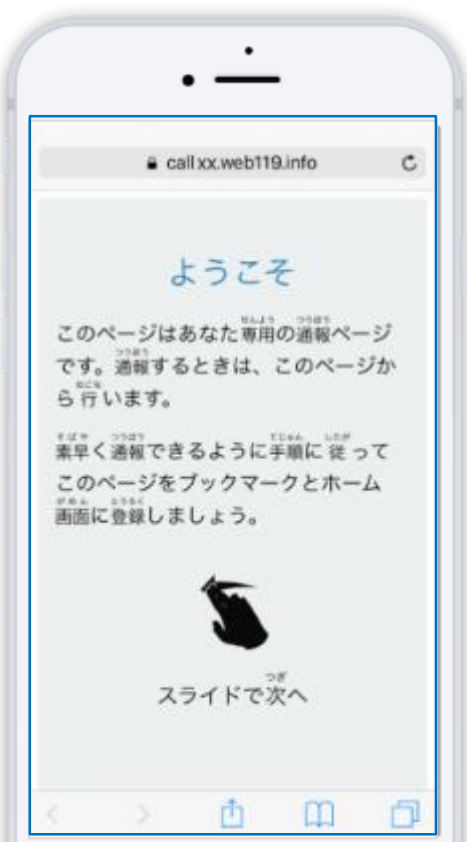 call xx.web119.info
ようこそ
このページはあなた専用の通報ページ
です。通報するときは、このページか
ら行います。
素早く通報できるように手順に従って
このページをブックマークとホーム
画面に登録しましょう。
スライドで次へ